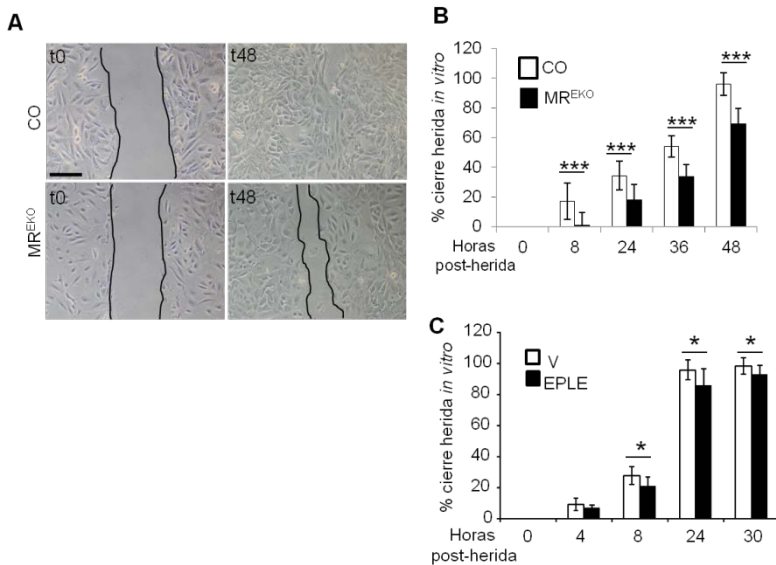 A
t0
t48
CO
t0
t48
MR^EKO
B
% cierre herida in vitro
120
100
80
60
40
20
0
CO
MR^EKO
***
***
***
***
Horas
post-herida
0 8 24 36 48
C
% cierre herida in vitro
120
100
80
60
40
20
0
V
EPLE
*
*
*
Horas
post-herida
0 4 8 24 30